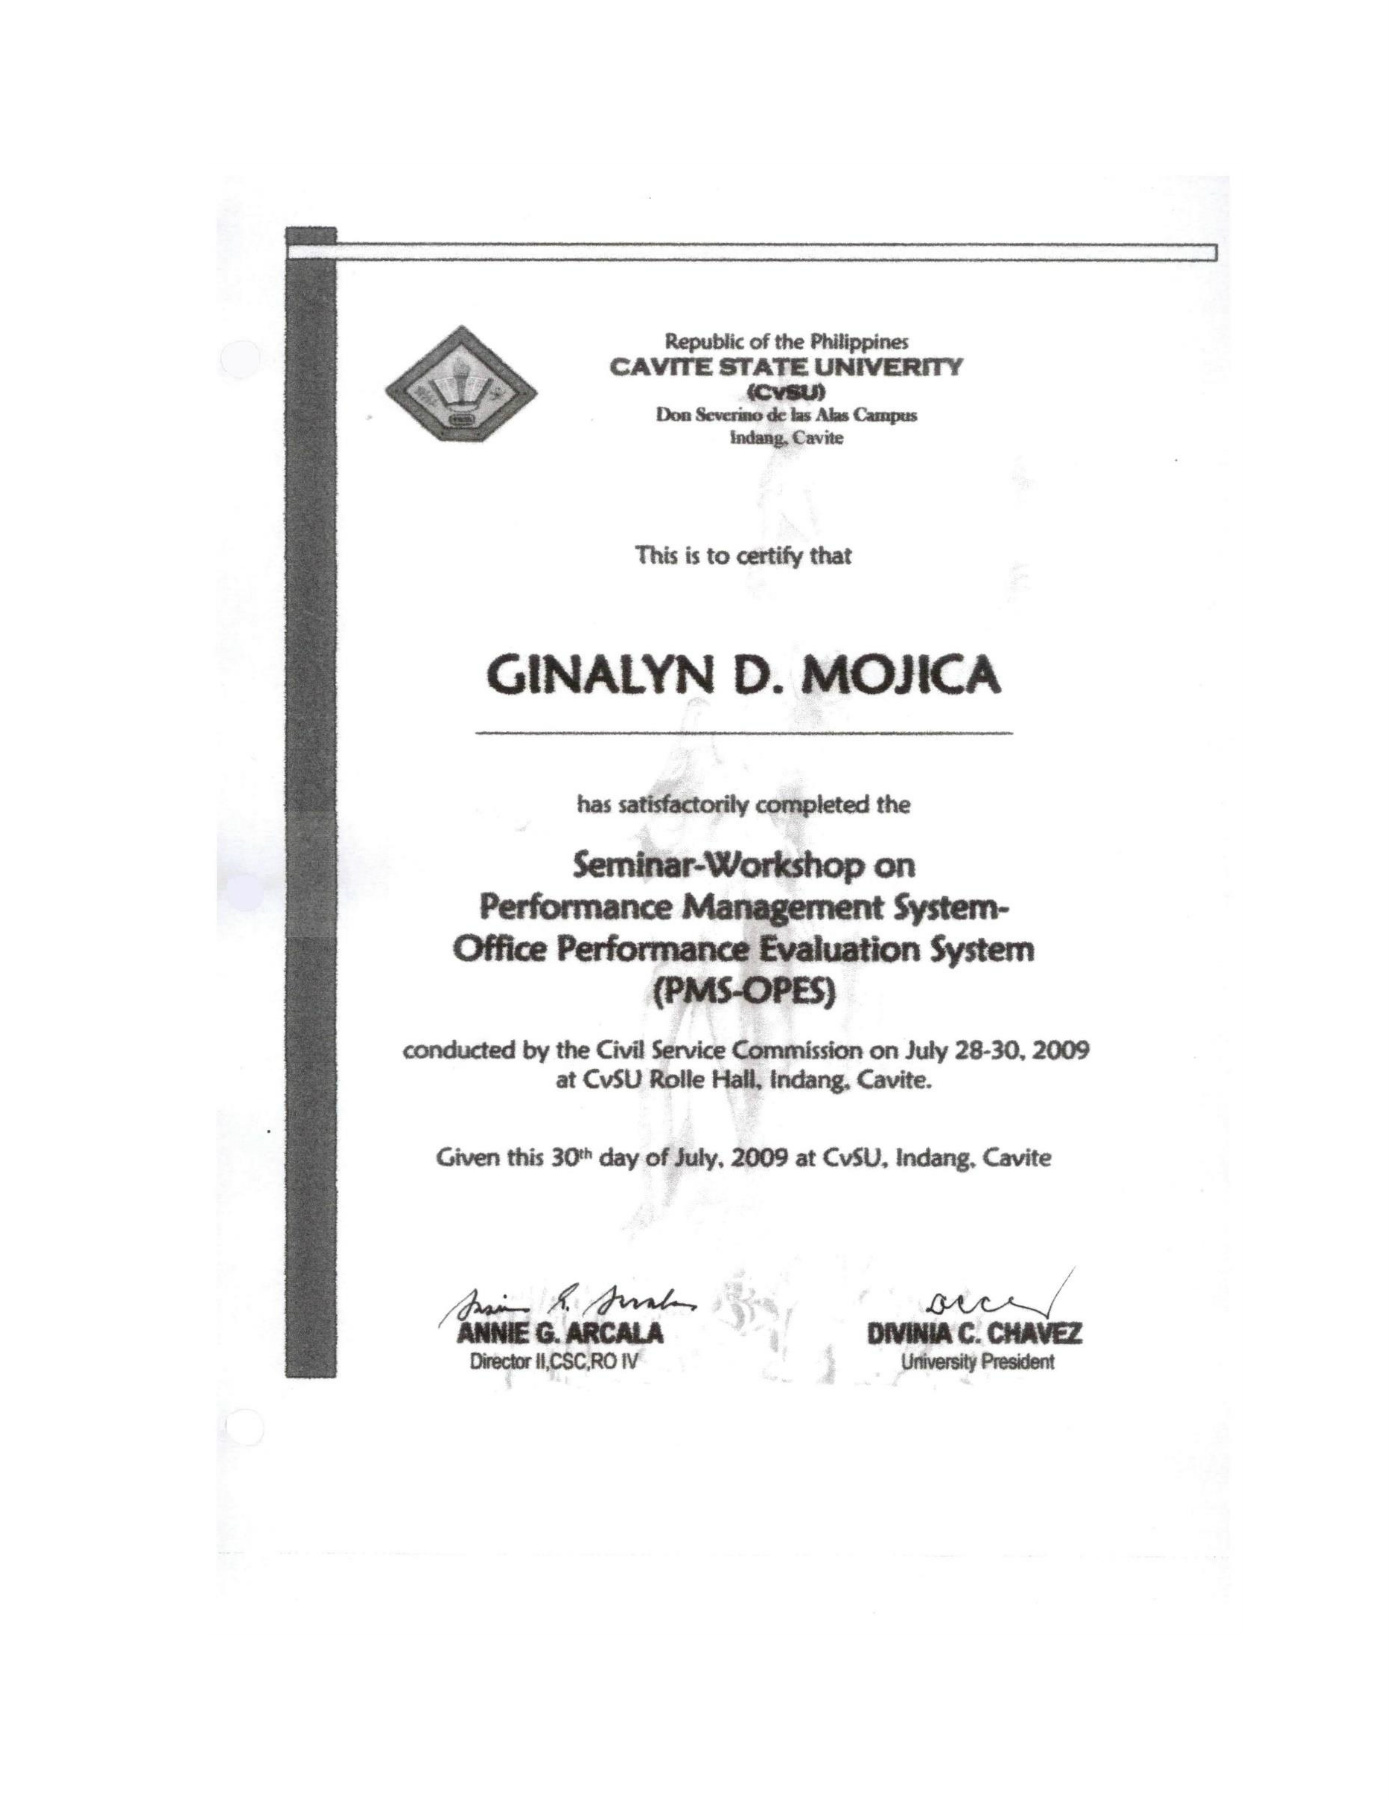 Republic of the Philippines
CAVITE STATE UNIVERITY
(CvSU)
Don Severino de las Alas Campus
Indang, Cavite
This is to certify that
GINALYN D. MOJICA
has satisfactorily completed the
Seminar-Workshop on
Performance Management System-
Office Performance Evaluation System
(PMS-OPES)
conducted by the Civil Service Commission on July 28-30, 2009
at CvSU Rolle Hall, Indang, Cavite.
Given this 30th day of July, 2009 at CvSU, Indang, Cavite
ANNIE G. ARCALA
Director II,CSC,RO IV
DIVINIA C. CHAVEZ
University President